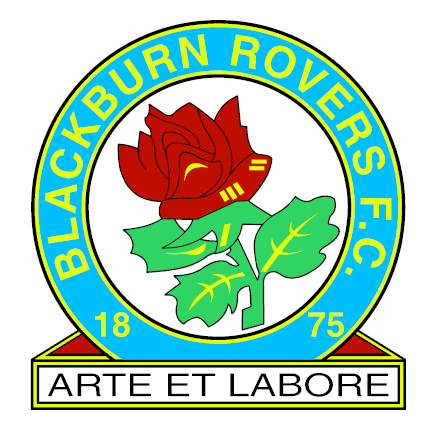 BLACKBURN ROVERS F.C.
18 75
ARTE ET LABORE